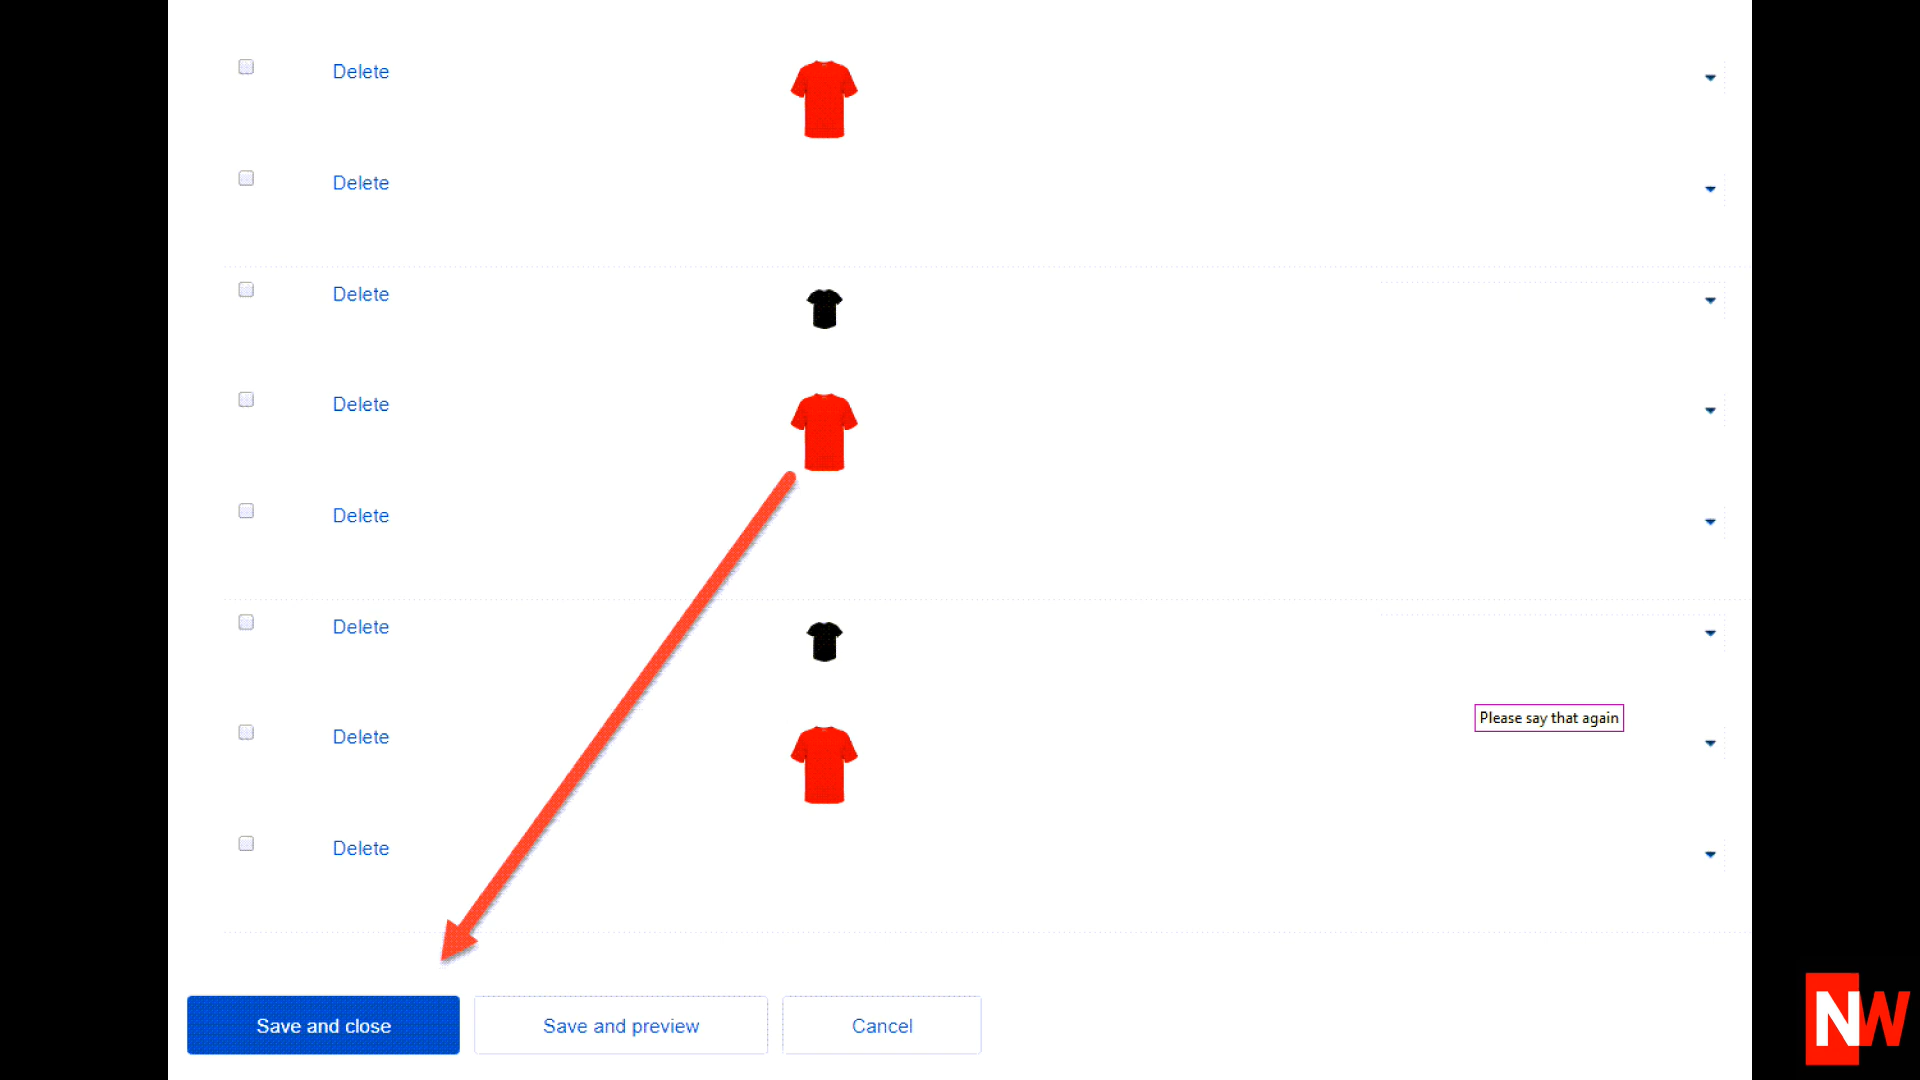 Delete
Delete
Delete
Delete
Delete
Delete
Please say that again
Delete
Delete
Save and close
Save and preview
Cancel
NW